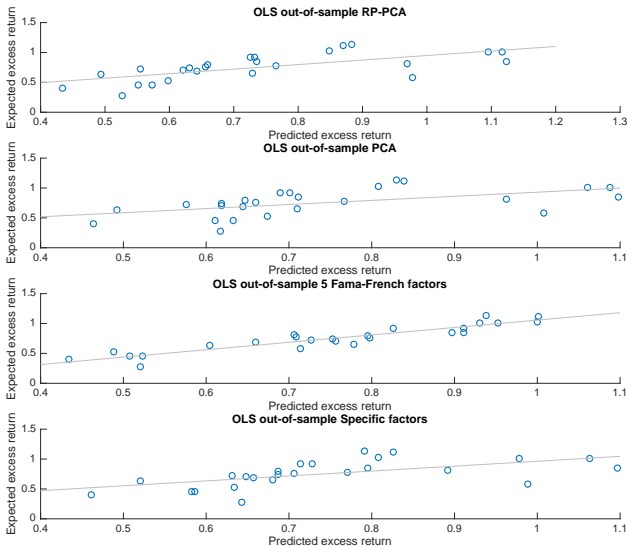 OLS out-of-sample RP-PCA
Expected excess return
1.5
1
0.5
0
0.4 0.5 0.6 0.7 0.8 0.9 1 1.1 1.2 1.3
Predicted excess return
OLS out-of-sample PCA
Expected excess return
1.5
1
0.5
0
0.4 0.5 0.6 0.7 0.8 0.9 1 1.1
Predicted excess return
OLS out-of-sample 5 Fama-French factors
Expected excess return
1.5
1
0.5
0
0.4 0.5 0.6 0.7 0.8 0.9 1 1.1
Predicted excess return
OLS out-of-sample Specific factors
Expected excess return
1.5
1
0.5
0
0.4 0.5 0.6 0.7 0.8 0.9 1 1.1
Predicted excess return